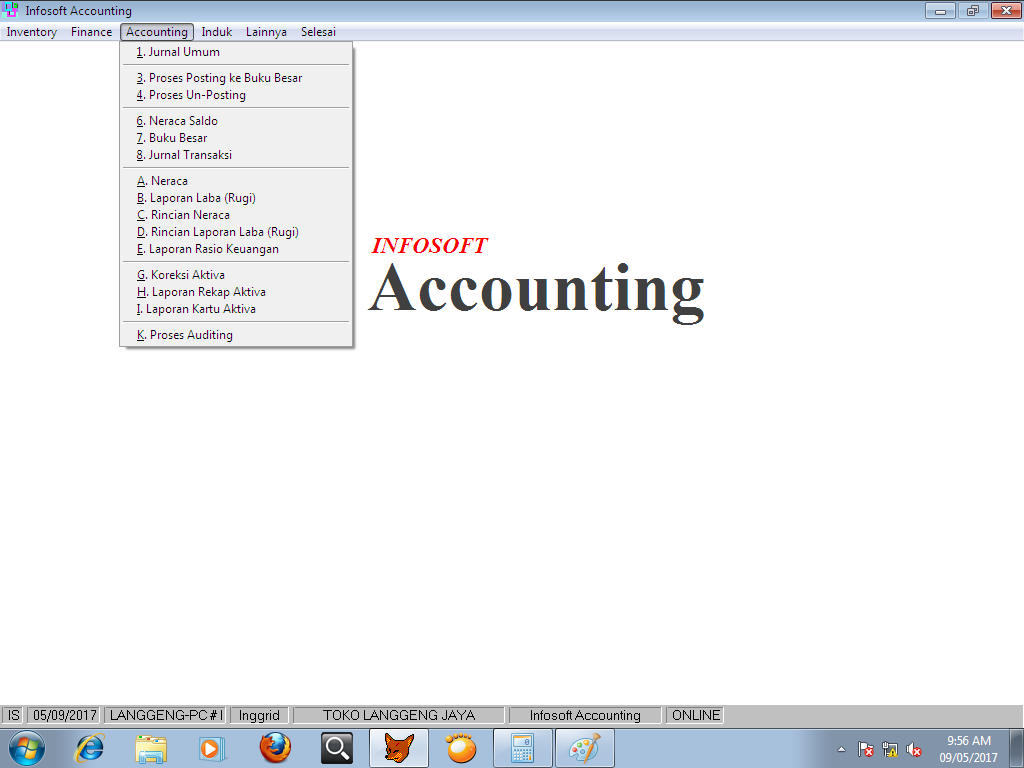 Infosoft Accounting
Inventory Finance Accounting Induk Lainnya Selesai
1. Jurnal Umum
3. Proses Posting ke Buku Besar
4. Proses Un-Posting
6. Neraca Saldo
7. Buku Besar
8. Jurnal Transaksi
A. Neraca
B. Laporan Laba (Rugi)
C. Rincian Neraca
D. Rincian Laporan Laba (Rugi)
E. Laporan Rasio Keuangan
G. Koreksi Aktiva
H. Laporan Rekap Aktiva
I. Laporan Kartu Aktiva
K. Proses Auditing
INFOSOFT
Accounting
IS 05/09/2017 LANGGENG-PC # I Inggrid TOKO LANGGENG JAYA Infosoft Accounting ONLINE
9:56 AM
09/05/2017